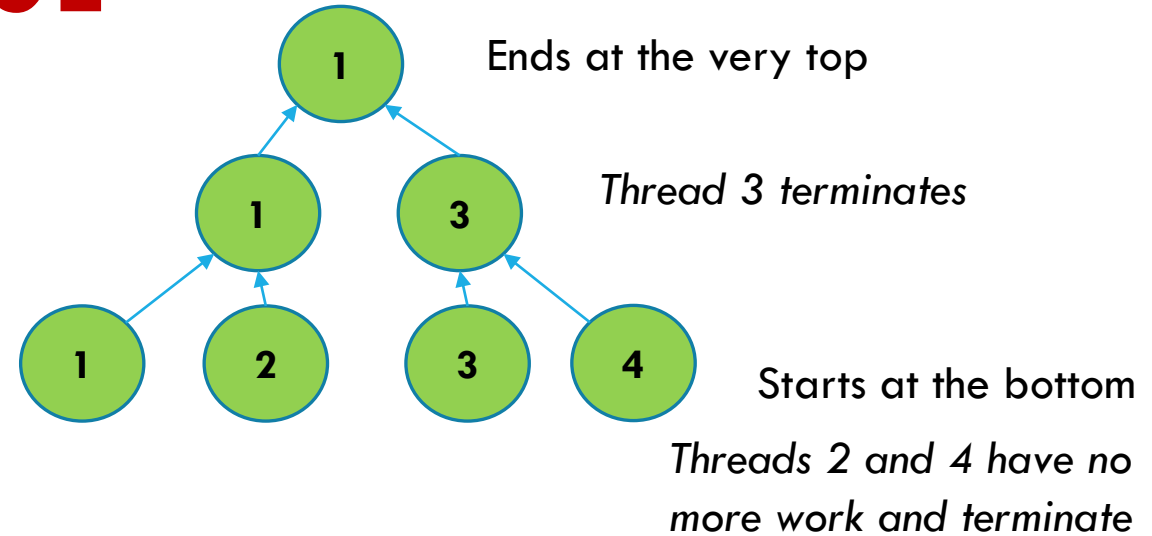 1
Ends at the very top
1
3
Thread 3 terminates
1
2
3
4
Starts at the bottom
Threads 2 and 4 have no
more work and terminate